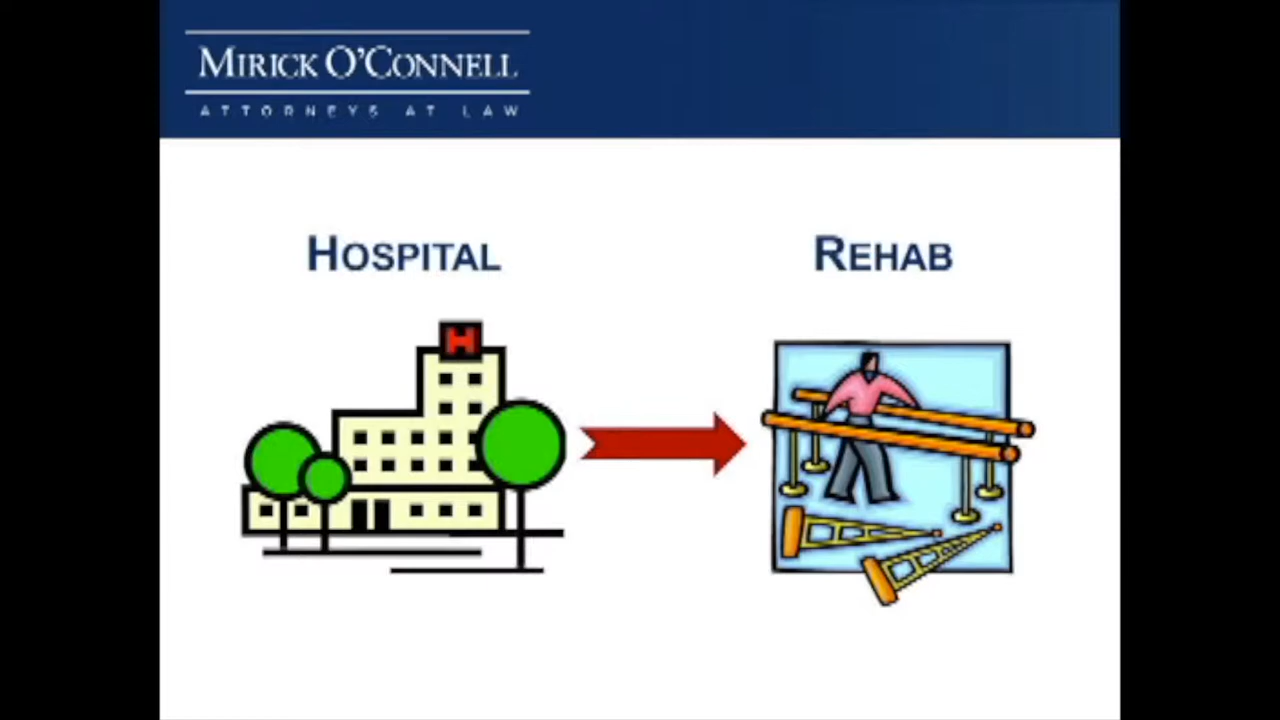 MIRICK O'CONNELL
ATTORNEYS AT LAW
HOSPITAL
REHAB
H